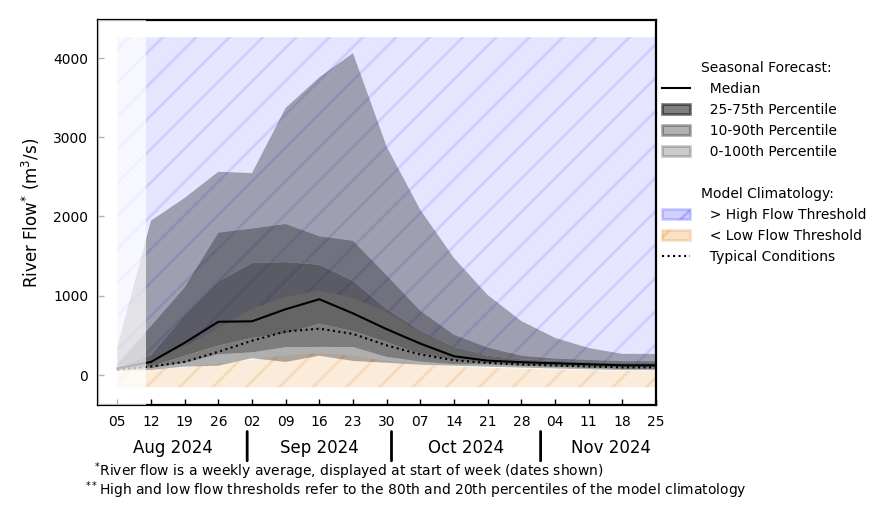 River Flow* (m³/s)
4000
3000
2000
1000
0
05 12 19 26 02 09 16 23 30 07 14 21 28 04 11 18 25
Aug 2024 Sep 2024 Oct 2024 Nov 2024
Seasonal Forecast:
Median
25-75th Percentile
10-90th Percentile
0-100th Percentile
Model Climatology:
> High Flow Threshold
< Low Flow Threshold
Typical Conditions
*River flow is a weekly average, displayed at start of week (dates shown)
**High and low flow thresholds refer to the 80th and 20th percentiles of the model climatology